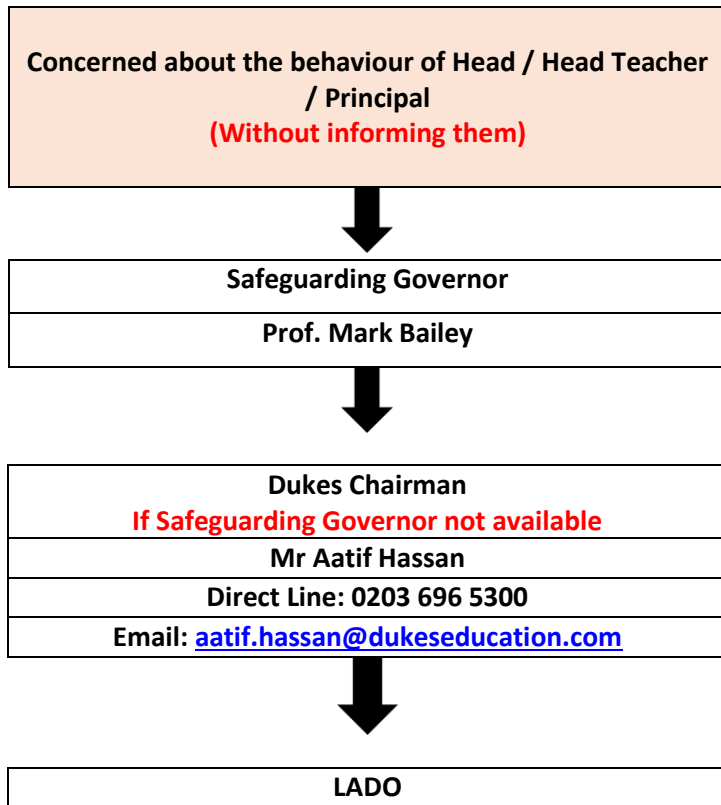 Concerned about the behaviour of Head / Head Teacher
/ Principal
(Without informing them)
Safeguarding Governor
Prof. Mark Bailey
Dukes Chairman
If Safeguarding Governor not available
Mr Aatif Hassan
Direct Line: 0203 696 5300
Email: aatif.hassan@dukeseducation.com
LADO